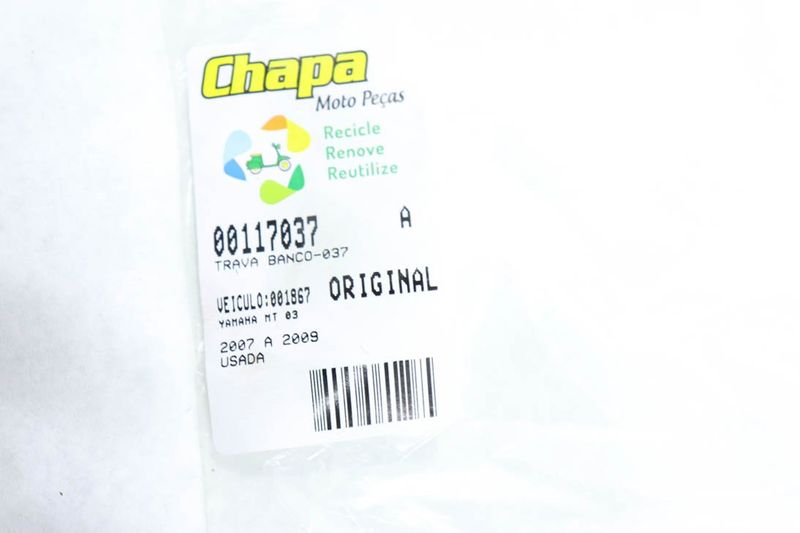 Chapa
Moto Peças
Recicle
Renove
Reutilize
00117037 A
TRAVA BANCO-037
VEICULO:001867 ORIGINAL
YAMAHA MT 03
2007 A 2009
USADA